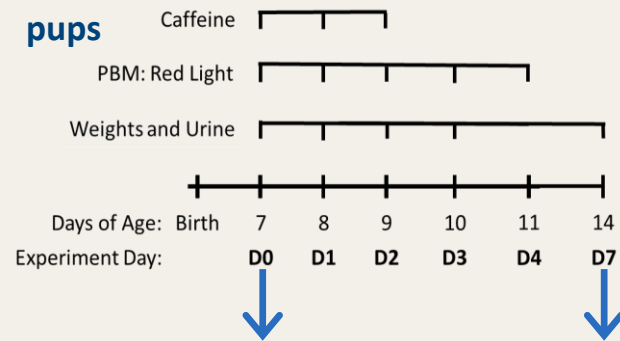 pups
Caffeine
PBM: Red Light
Weights and Urine
Days of Age: Birth 7 8 9 10 11 14
Experiment Day: D0 D1 D2 D3 D4 D7